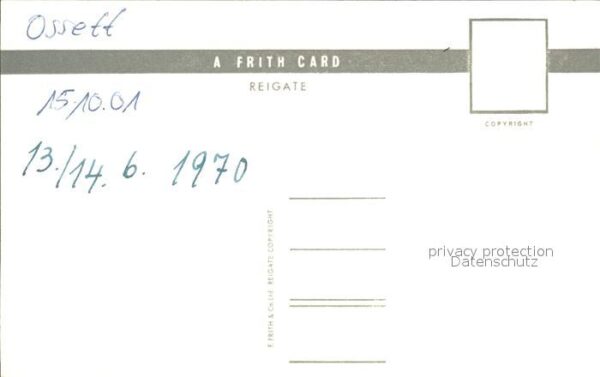 Ossett
A FRITH CARD
REIGATE
COPYRIGHT
15.10.01
13./14. 6. 1970
F. FRITH & Co. Ltd. REIGATE COPYRIGHT
privacy protection
Datenschutz